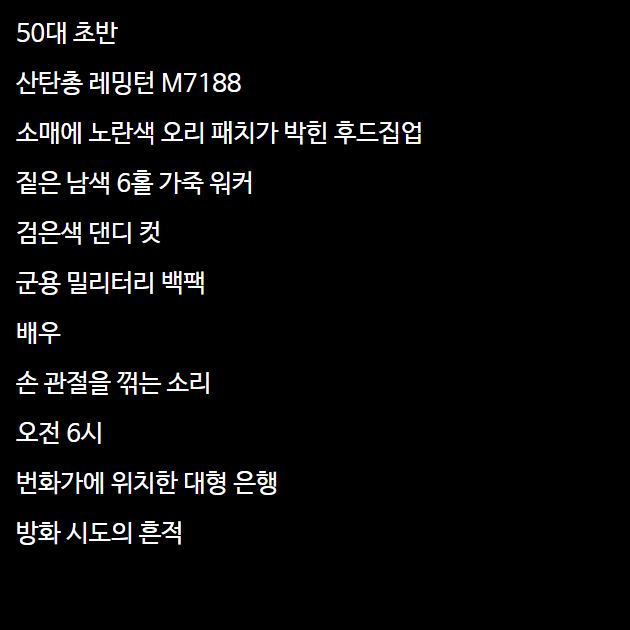 50대 초반
산탄총 레밍턴 M7188
소매에 노란색 오리 패치가 박힌 후드집업
짙은 남색 6홀 가죽 워커
검은색 댄디 컷
군용 밀리터리 백팩
배우
손 관절을 꺾는 소리
오전 6시
번화가에 위치한 대형 은행
방화 시도의 흔적